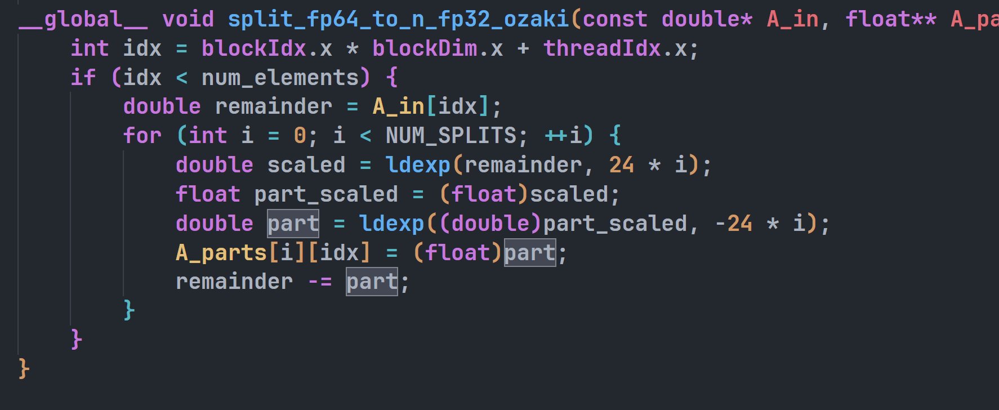 __global__ void split_fp64_to_n_fp32_ozaki(const double* A_in, float** A_pa
int idx = blockIdx.x * blockDim.x + threadIdx.x;
if (idx < num_elements) {
double remainder = A_in[idx];
for (int i = 0; i < NUM_SPLITS; ++i) {
double scaled = ldexp(remainder, 24 * i);
float part_scaled = (float)scaled;
double part = ldexp((double)part_scaled, -24 * i);
A_parts[i][idx] = (float)part;
remainder -= part;
}
}
}